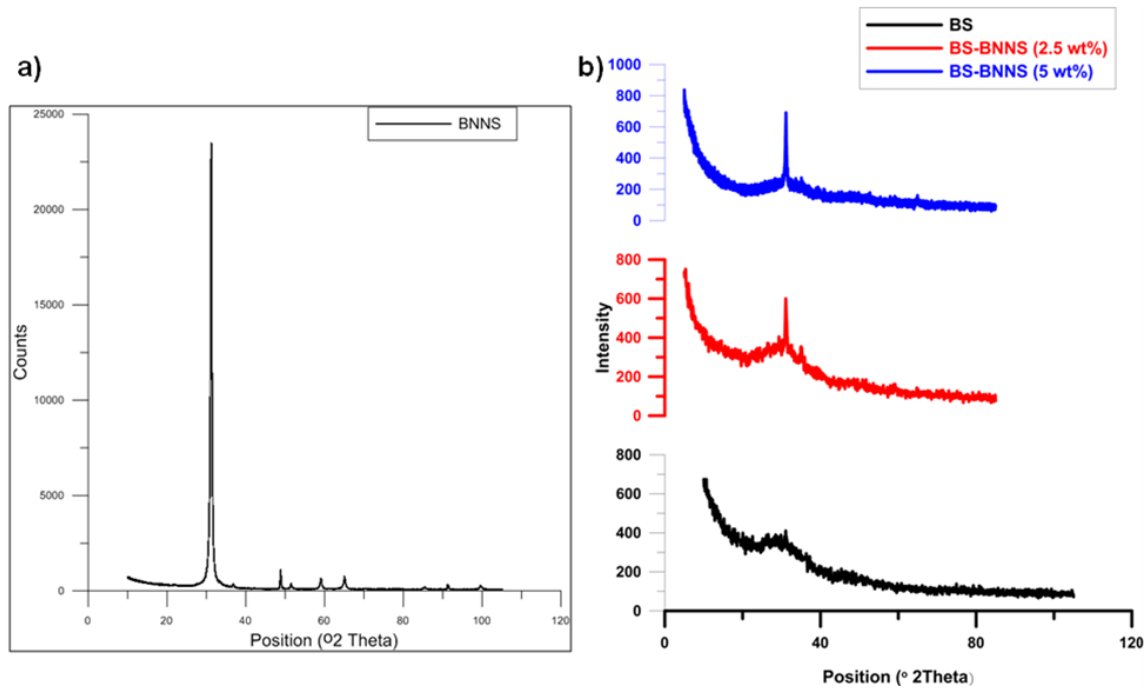 a)
BNNS
25000
20000
15000
10000
5000
0
Counts
0 20 40 60 80 100 120
Position (º2 Theta)
b)
BS
BS-BNNS (2.5 wt%)
BS-BNNS (5 wt%)
1000
800
600
400
200
0
800
600
400
200
0
800
600
400
200
0
Intensity
0 40 80 120
Position (º 2Theta)